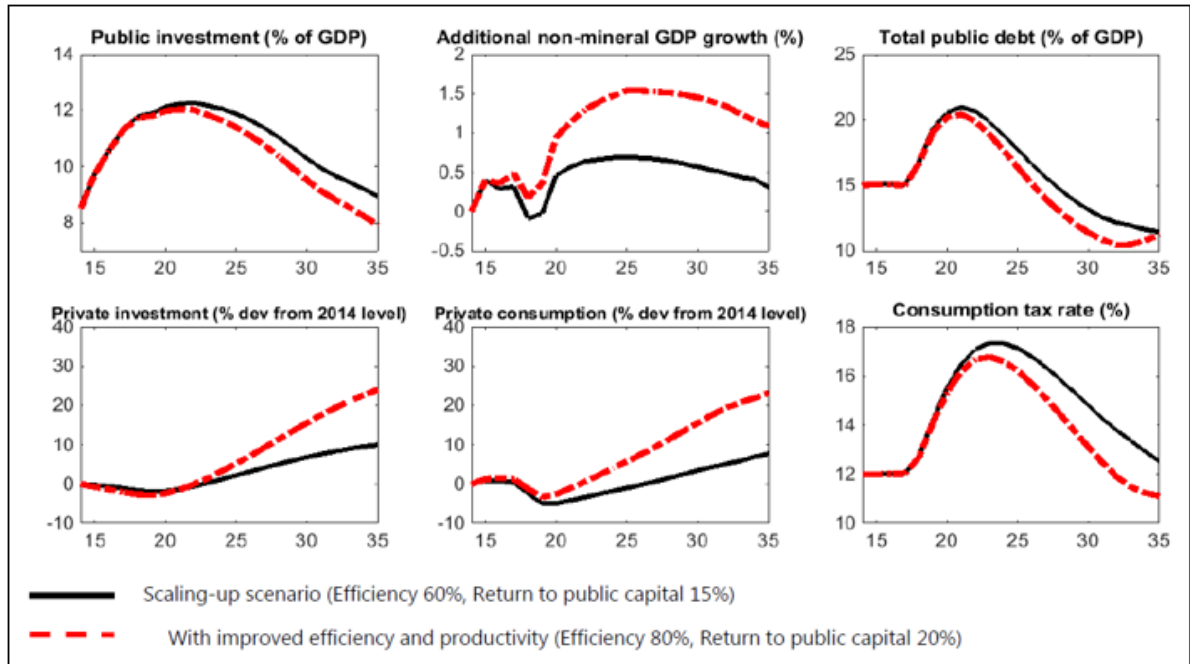 Public investment (% of GDP)
14
12
10
8
15 20 25 30 35
Additional non-mineral GDP growth (%)
2
1.5
1
0.5
0
-0.5
15 20 25 30 35
Total public debt (% of GDP)
25
20
15
10
15 20 25 30 35
Private investment (% dev from 2014 level)
40
30
20
10
0
-10
15 20 25 30 35
Private consumption (% dev from 2014 level)
40
30
20
10
0
-10
15 20 25 30 35
Consumption tax rate (%)
18
16
14
12
10
15 20 25 30 35
Scaling-up scenario (Efficiency 60%, Return to public capital 15%)
With improved efficiency and productivity (Efficiency 80%, Return to public capital 20%)